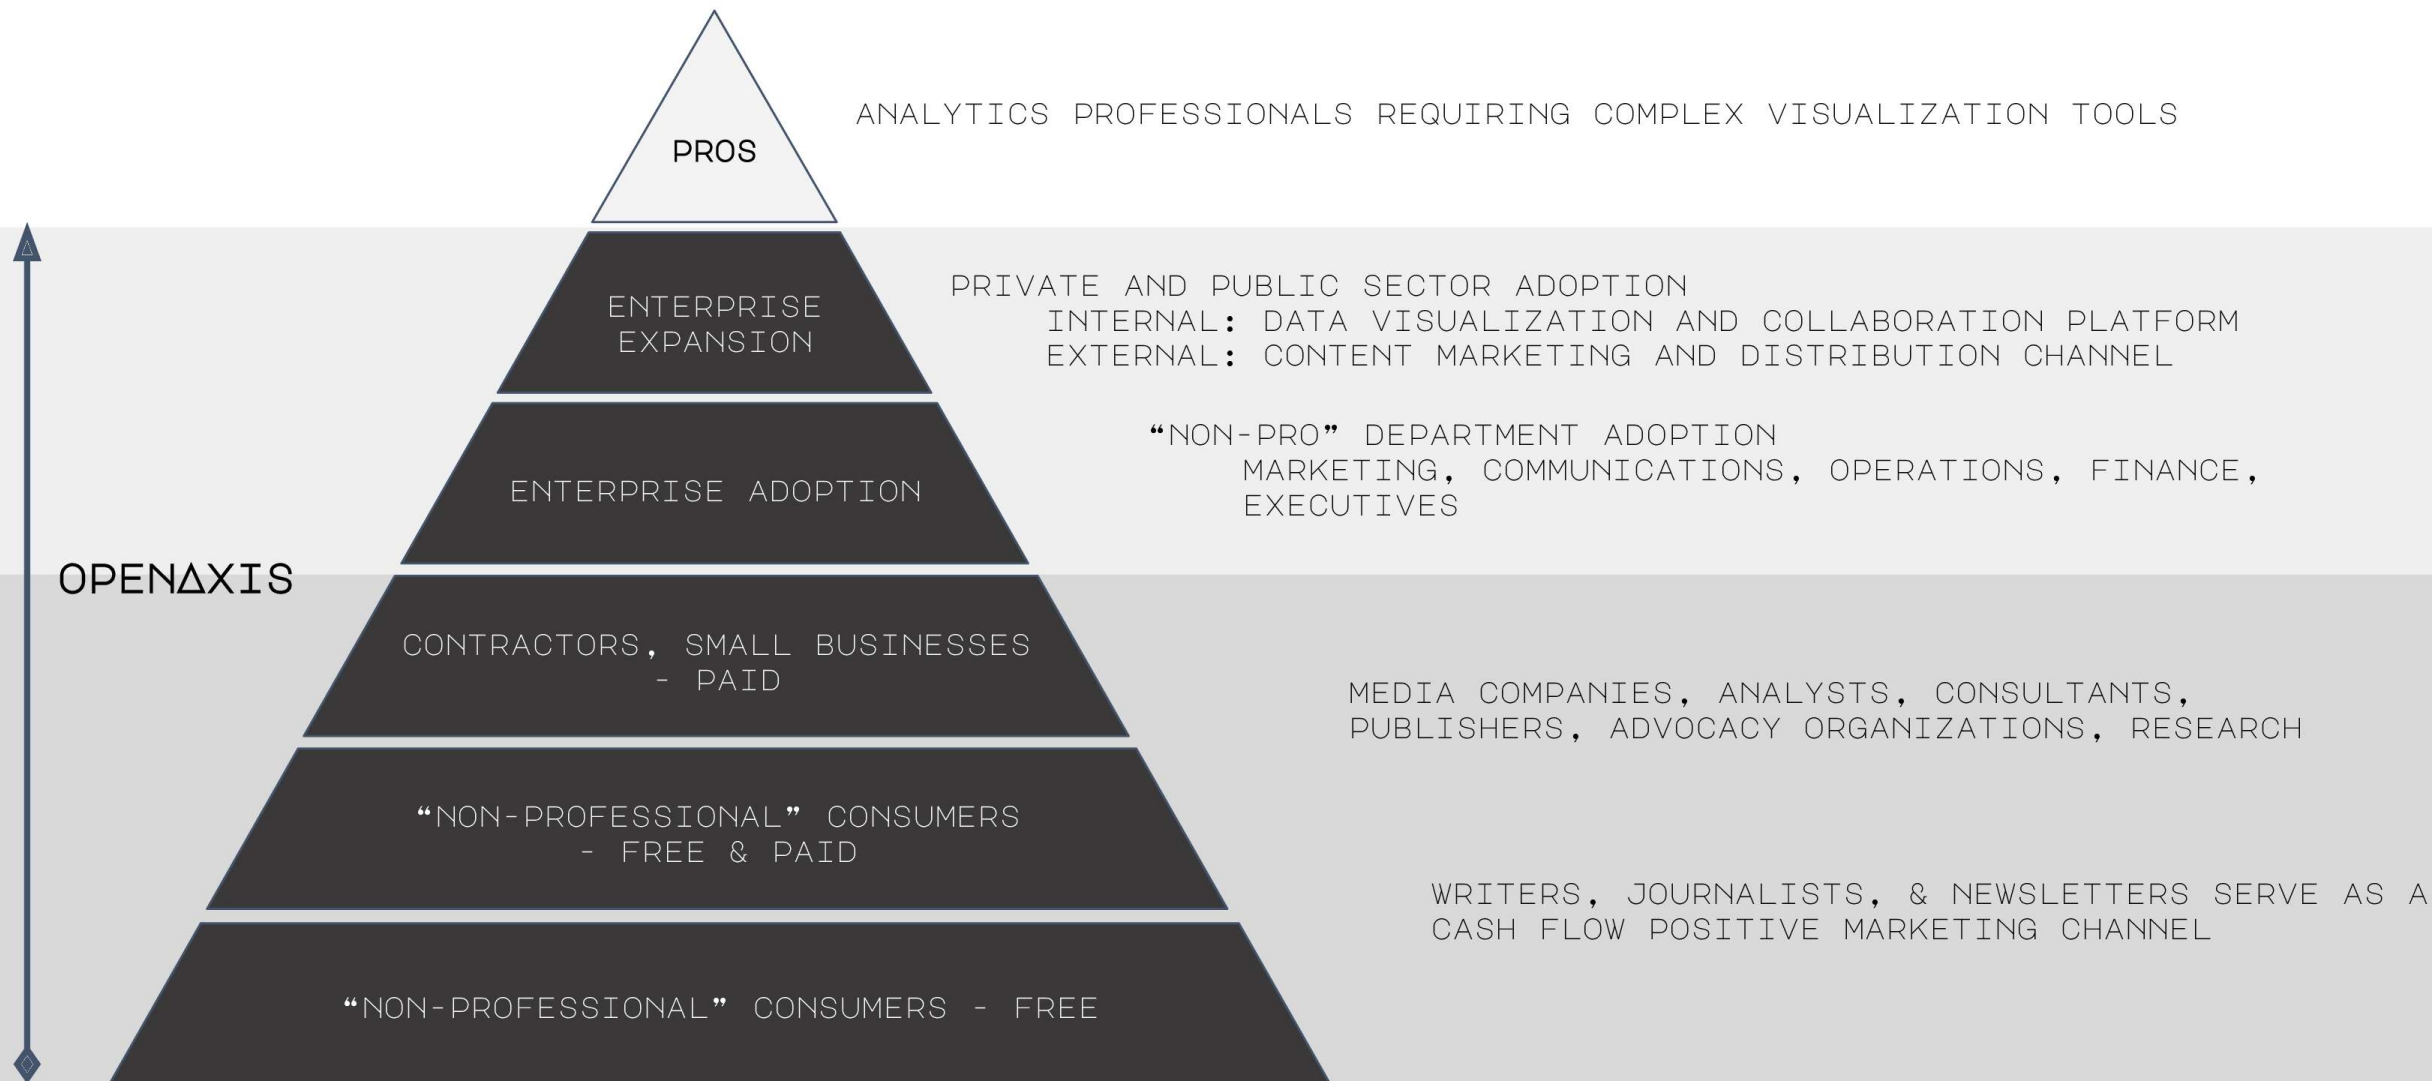 PROS
ANALYTICS PROFESSIONALS REQUIRING COMPLEX VISUALIZATION TOOLS
ENTERPRISE
EXPANSION
PRIVATE AND PUBLIC SECTOR ADOPTION
INTERNAL: DATA VISUALIZATION AND COLLABORATION PLATFORM
EXTERNAL: CONTENT MARKETING AND DISTRIBUTION CHANNEL
ENTERPRISE ADOPTION
“NON-PRO” DEPARTMENT ADOPTION
MARKETING, COMMUNICATIONS, OPERATIONS, FINANCE,
EXECUTIVES
OPENAXIS
CONTRACTORS, SMALL BUSINESSES
- PAID
MEDIA COMPANIES, ANALYSTS, CONSULTANTS,
PUBLISHERS, ADVOCACY ORGANIZATIONS, RESEARCH
“NON-PROFESSIONAL” CONSUMERS
- FREE & PAID
WRITERS, JOURNALISTS, & NEWSLETTERS SERVE AS A
CASH FLOW POSITIVE MARKETING CHANNEL
“NON-PROFESSIONAL” CONSUMERS - FREE